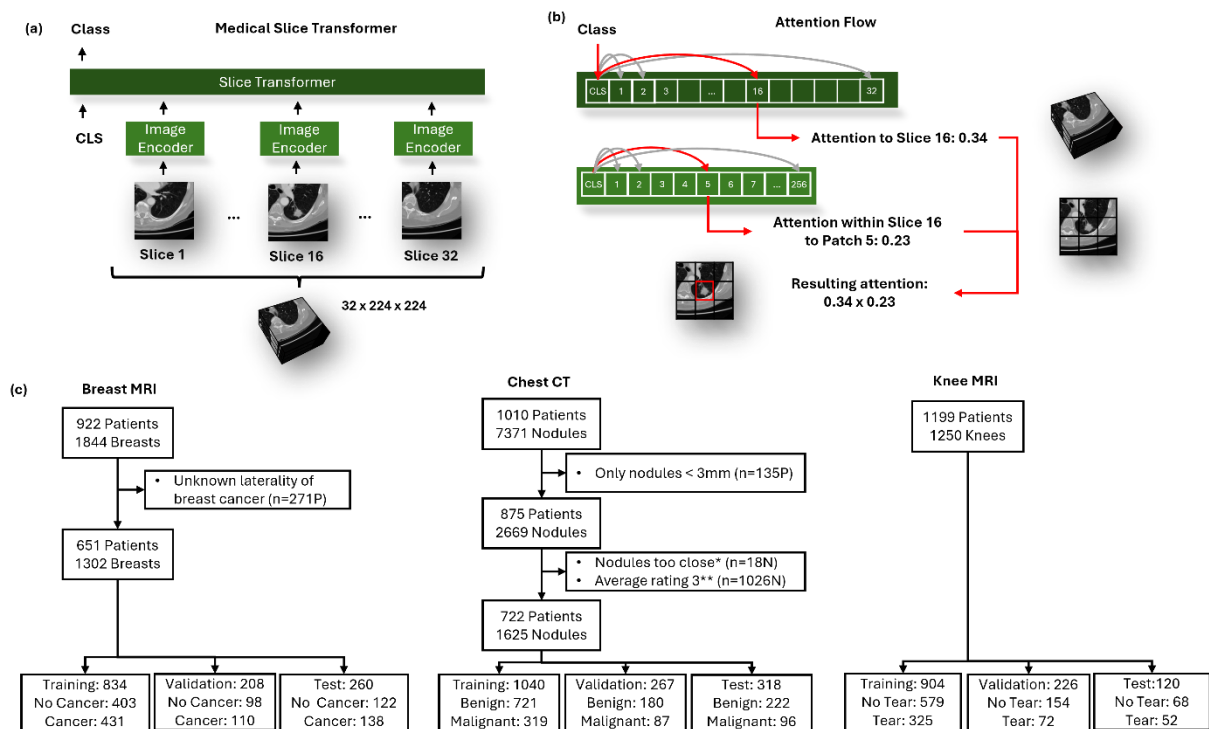 (a)
Medical Slice Transformer
Class
Slice Transformer
CLS
Image
Encoder
Image
Encoder
Image
Encoder
...
...
Slice 1
Slice 16
Slice 32
32 x 224 x 224
(b)
Attention Flow
Class
CLS 1 2 3 ... 16 32
Attention to Slice 16: 0.34
CLS 1 2 3 4 5 6 7 ... 256
Attention within Slice 16
to Patch 5: 0.23
Resulting attention:
0.34 x 0.23
(c)
Breast MRI
922 Patients
1844 Breasts
• Unknown laterality of
breast cancer (n=271P)
651 Patients
1302 Breasts
Training: 834
No Cancer: 403
Cancer: 431
Validation: 208
No Cancer: 98
Cancer: 110
Test: 260
No Cancer: 122
Cancer: 138
Chest CT
1010 Patients
7371 Nodules
• Only nodules < 3mm (n=135P)
875 Patients
2669 Nodules
• Nodules too close* (n=18N)
• Average rating 3** (n=1026N)
722 Patients
1625 Nodules
Training: 1040
Benign: 721
Malignant: 319
Validation: 267
Benign: 180
Malignant: 87
Test: 318
Benign: 222
Malignant: 96
Knee MRI
1199 Patients
1250 Knees
Training: 904
No Tear: 579
Tear: 325
Validation: 226
No Tear: 154
Tear: 72
Test:120
No Tear: 68
Tear: 52